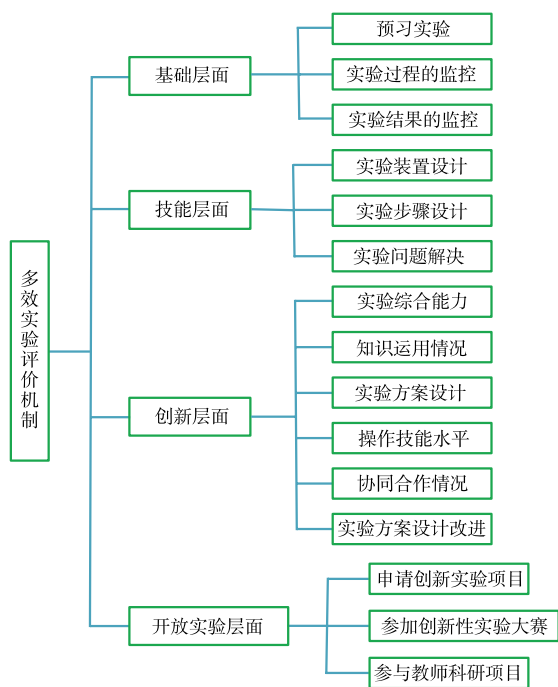 多效实验评价机制
基础层面
预习实验
实验过程的监控
实验结果的监控
技能层面
实验装置设计
实验步骤设计
实验问题解决
创新层面
实验综合能力
知识运用情况
实验方案设计
操作技能水平
协同合作情况
实验方案设计改进
开放实验层面
申请创新实验项目
参加创新性实验大赛
参与教师科研项目